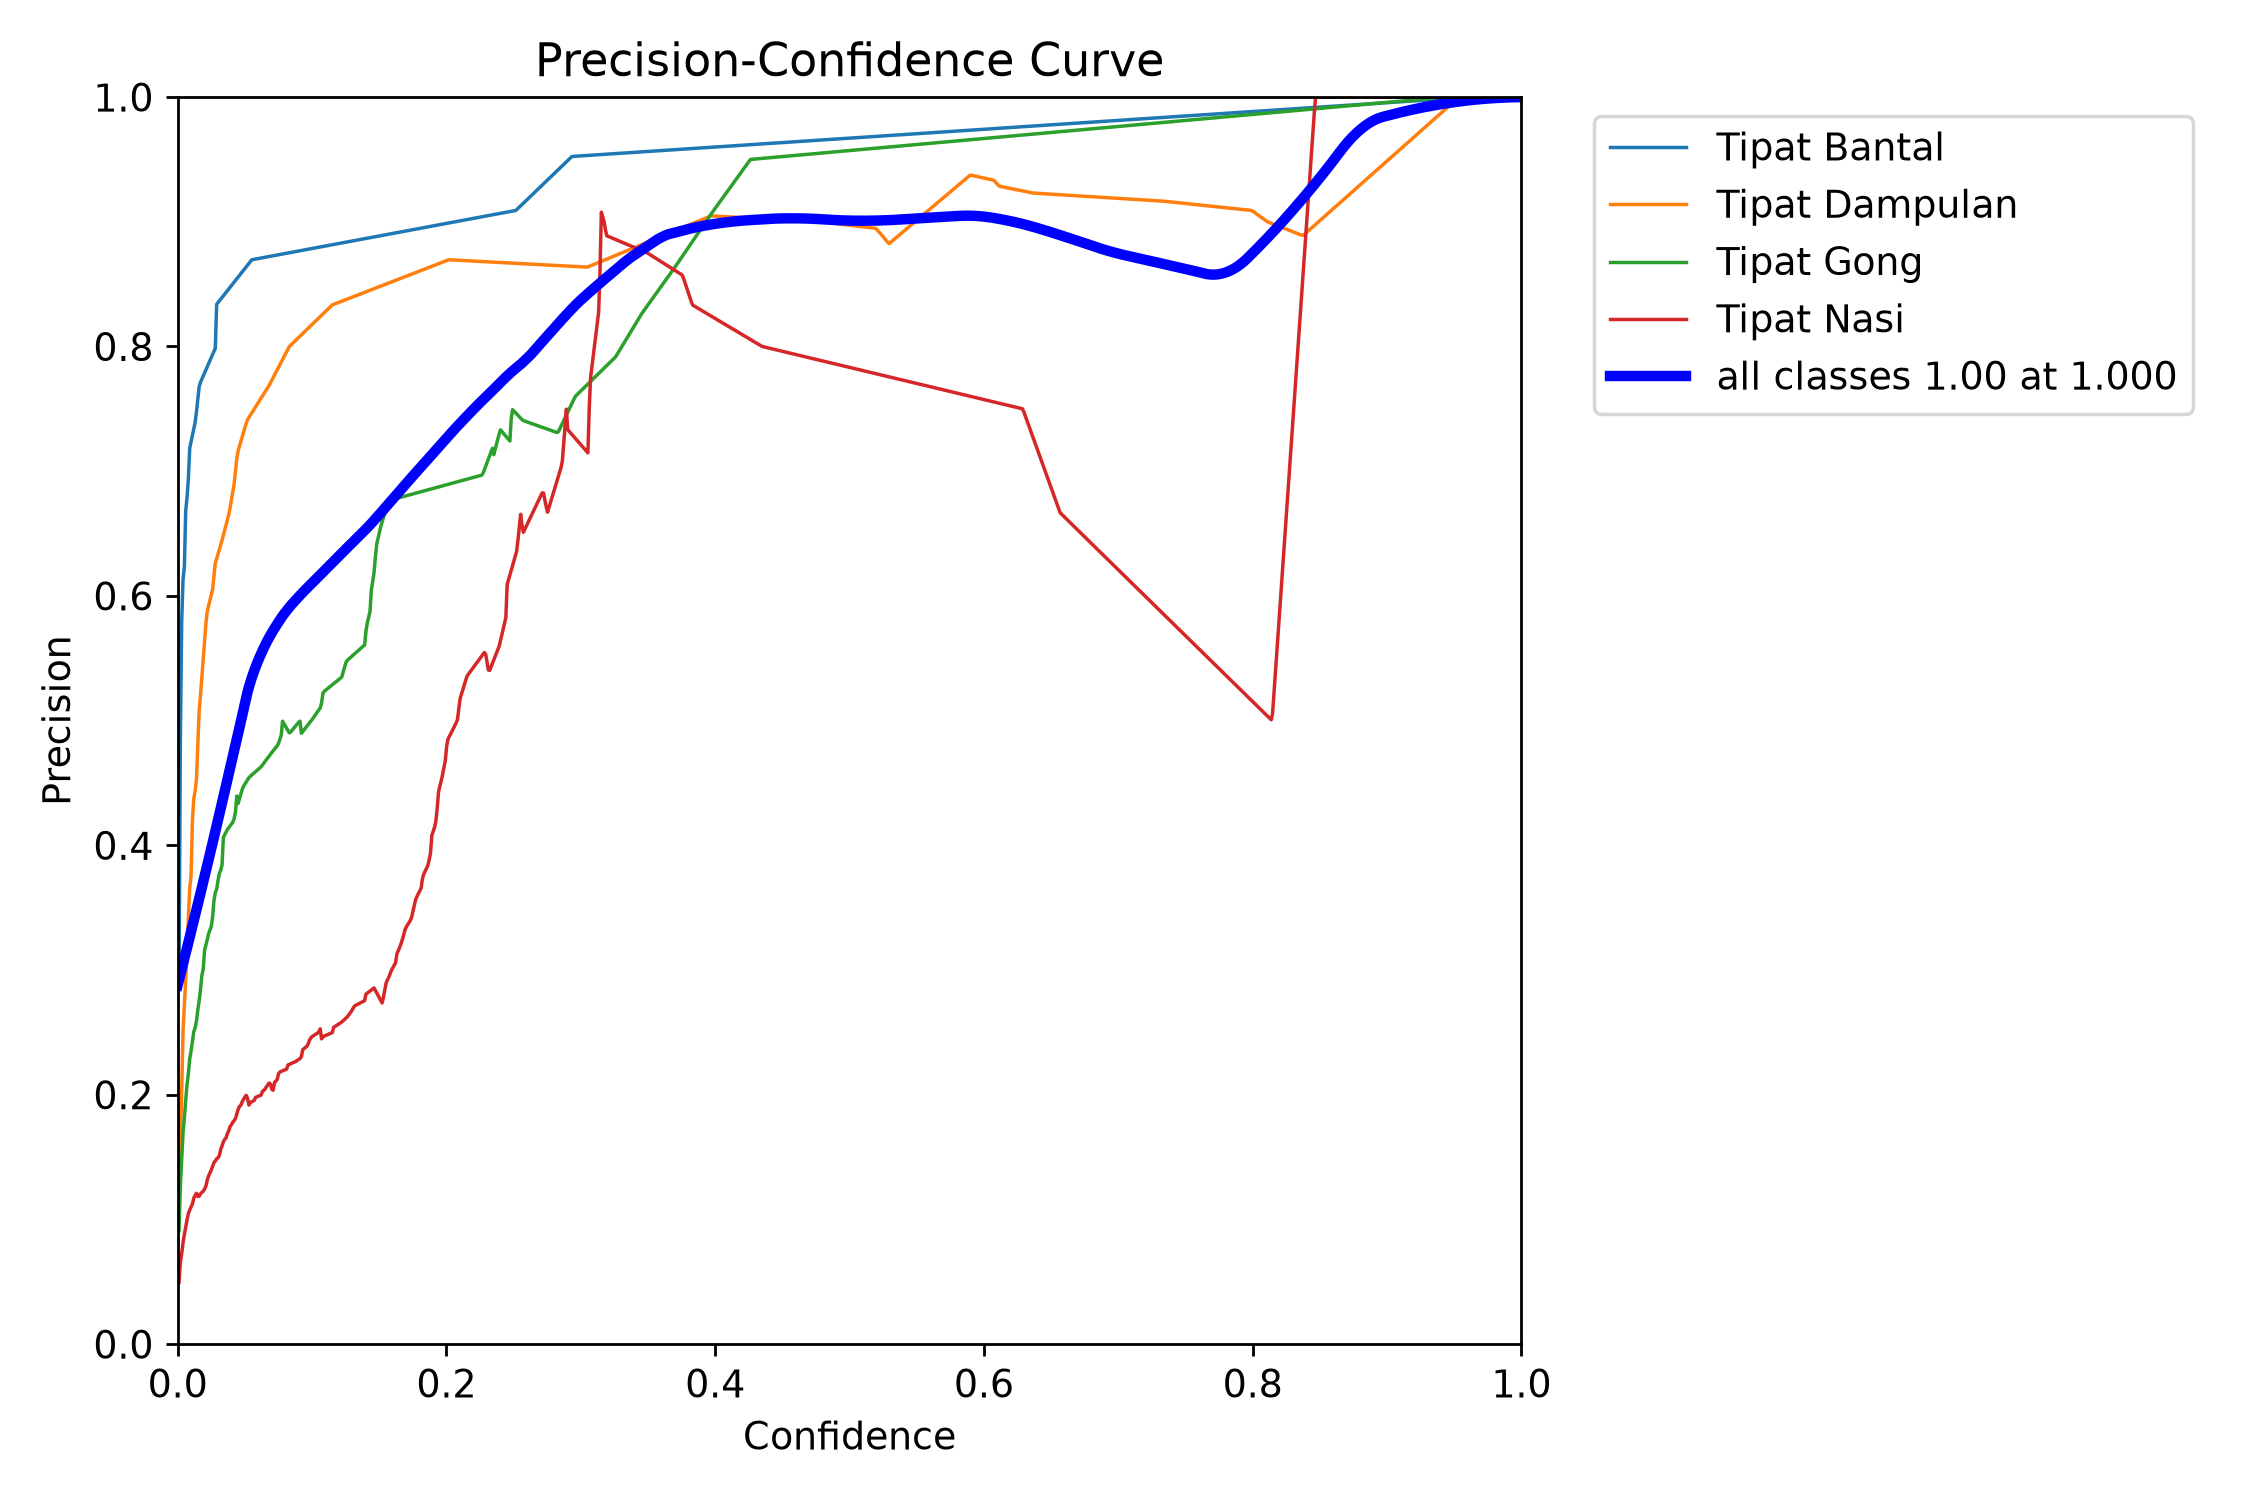 Precision-Confidence Curve
1.0
0.8
0.6
0.4
0.2
0.0
Precision
0.0 0.2 0.4 0.6 0.8 1.0
Confidence
Tipat Bantal
Tipat Dampulan
Tipat Gong
Tipat Nasi
all classes 1.00 at 1.000